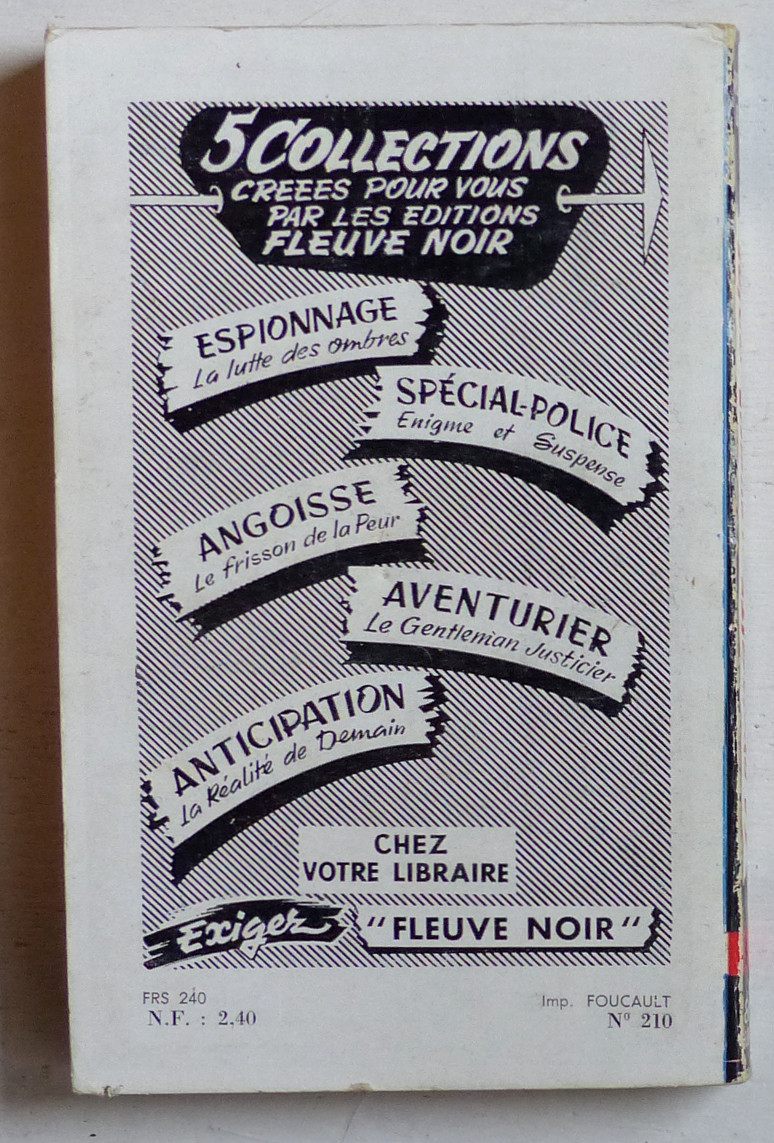 5 COLLECTIONS
CREEES POUR VOUS
PAR LES EDITIONS
FLEUVE NOIR
ESPIONNAGE
La lutte des ombres
SPÉCIAL-POLICE
Enigme et Suspense
ANGOISSE
Le frisson de la Peur
AVENTURIER
Le Gentleman Justicier
ANTICIPATION
La Réalité de Demain
CHEZ
VOTRE LIBRAIRE
Exigez "FLEUVE NOIR"
FRS 240
N.F. : 2,40
Imp. FOUCAULT
Nº 210